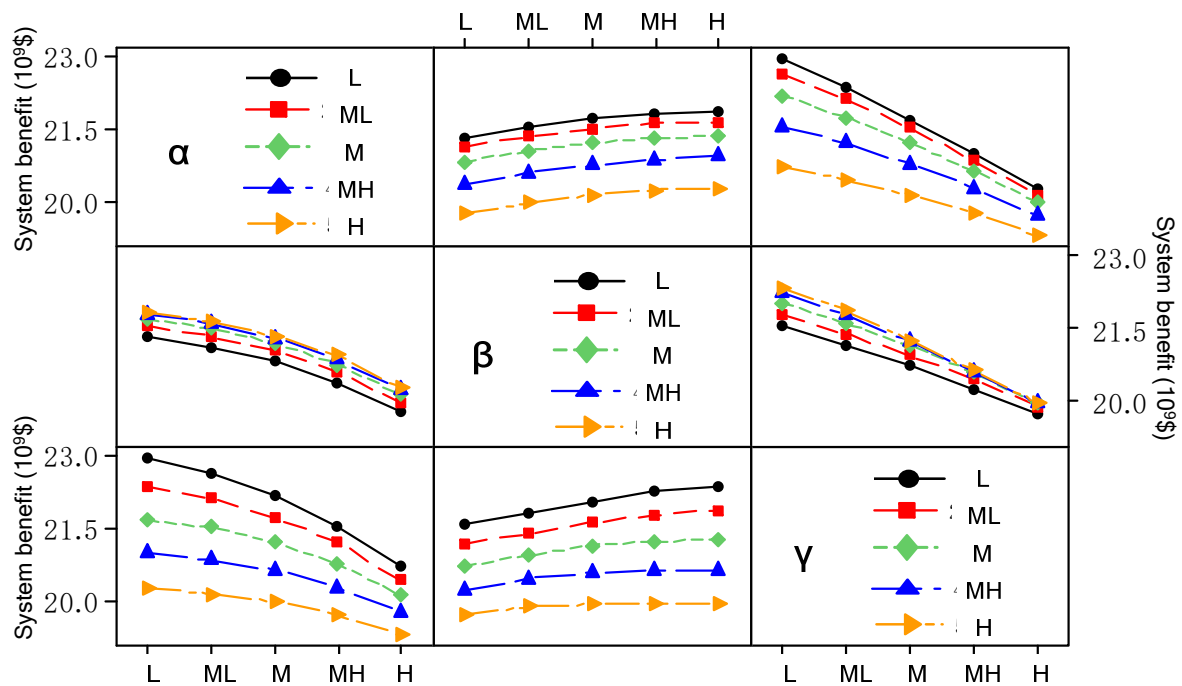 L ML M MH H
System benefit (10⁹$)
23.0
21.5
20.0
α
L
ML
M
MH
H
System benefit (10⁹$)
23.0
21.5
20.0
β
L
ML
M
MH
H
System benefit (10⁹$)
23.0
21.5
20.0
γ
L
ML
M
MH
H
L ML M MH H
L ML M MH H